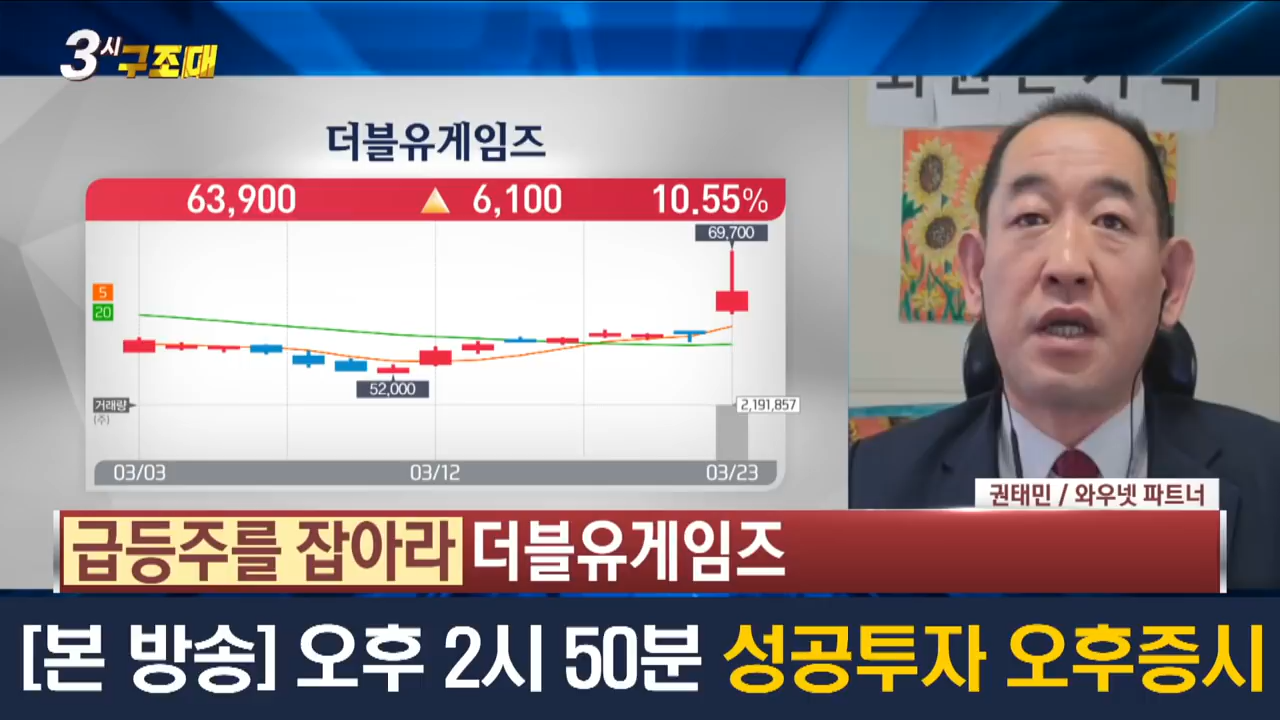 3시 구조대
더블유게임즈
63,900 ▲ 6,100 10.55%
69,700
5
20
52,000
거래량
(주)
2,191,857
03/03 03/12 03/23
권태민 / 와우넷 파트너
급등주를 잡아라 더블유게임즈
[본 방송] 오후 2시 50분 성공투자 오후증시